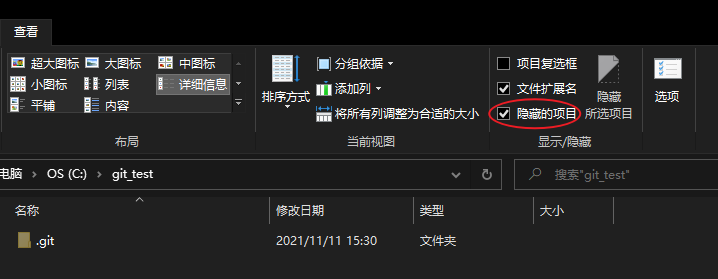 查看
超大图标 大图标 中图标
小图标 列表 详细信息
平铺 内容
排序方式
分组依据
添加列
将所有列调整为合适的大小
项目复选框
文件扩展名
隐藏的项目
隐藏
所选项目
选项
布局 当前视图 显示/隐藏
电脑 OS (C:) git_test 搜索"git_test"
名称 修改日期 类型 大小
.git 2021/11/11 15:30 文件夹